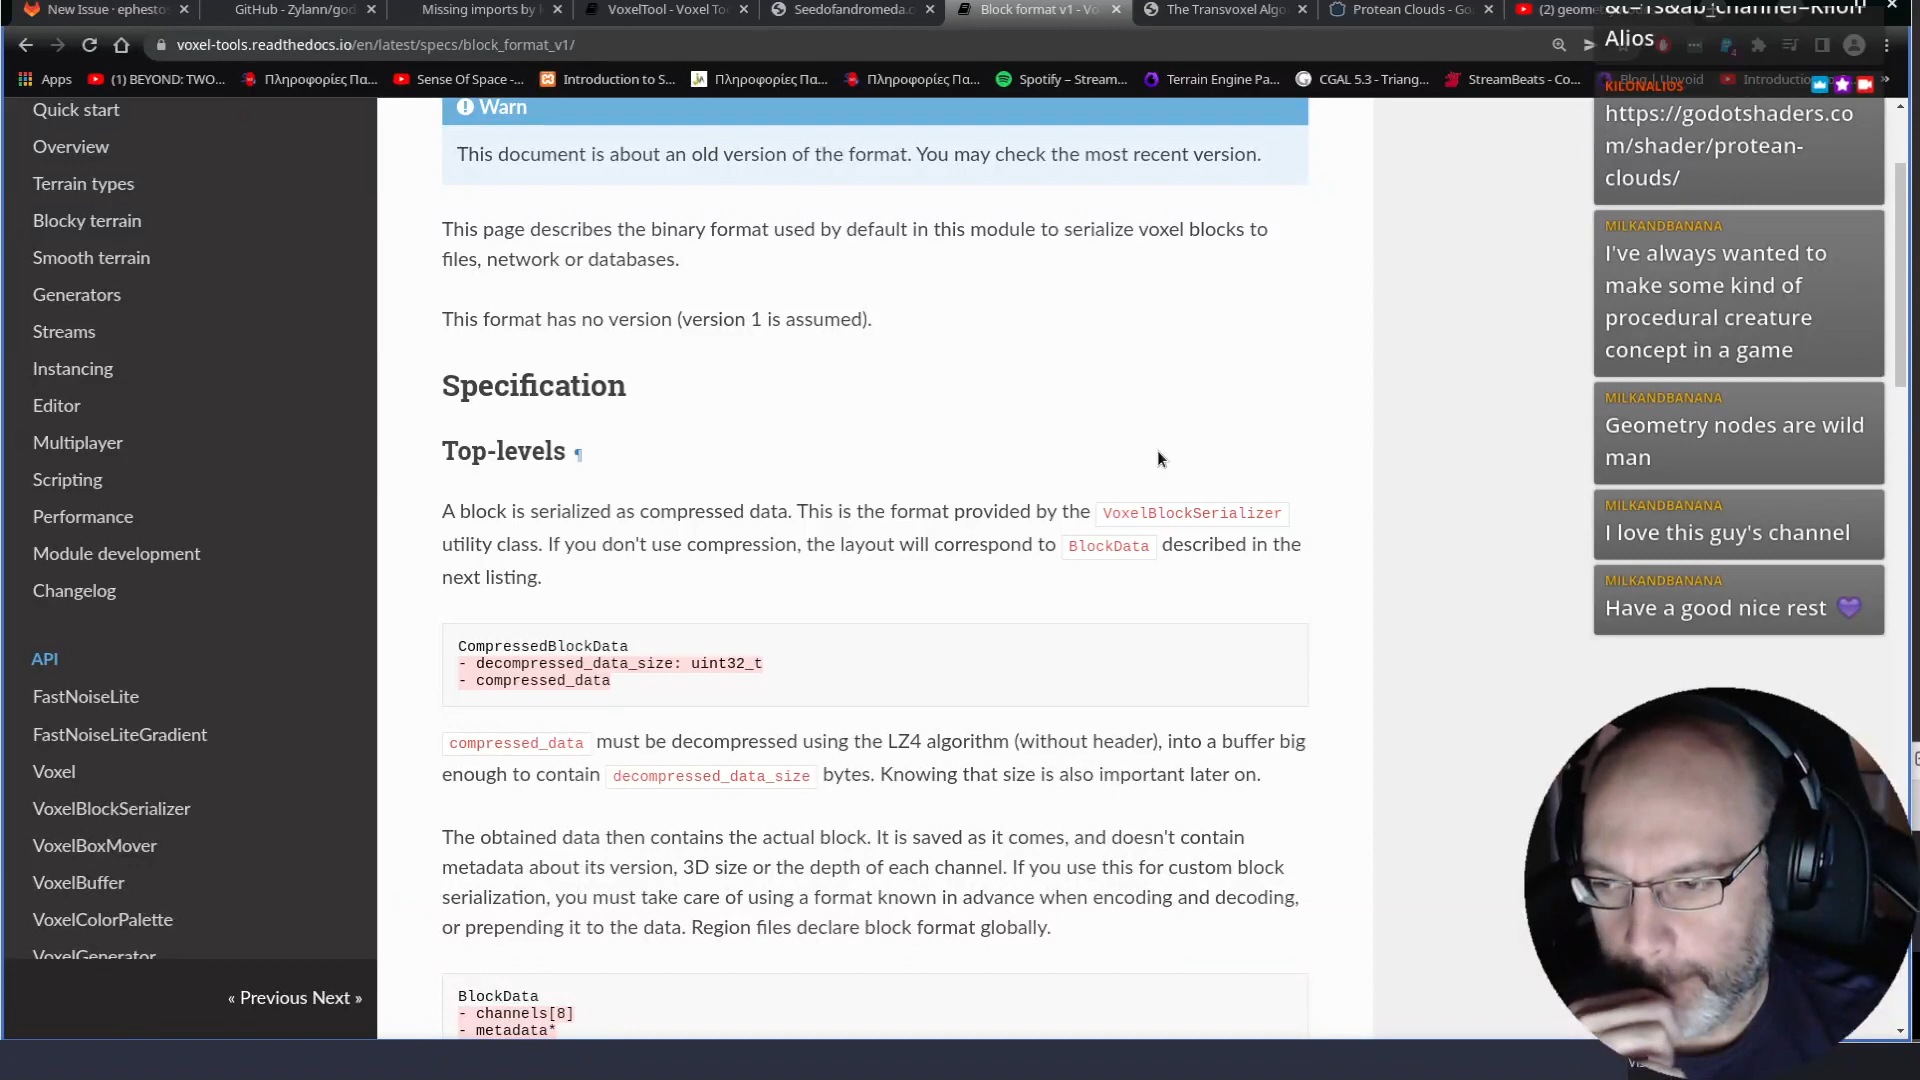 New Issue · ephestos
GitHub - Zylann/god
Missing imports by
VoxelTool - Voxel To
Seedofandromeda.c
Block format v1 - Vo
The Transvoxel Algo
Protean Clouds - Go
(2) geome
voxel-tools.readthedocs.io/en/latest/specs/block_format_v1/
Apps
(1) BEYOND: TWO...
Πληροφορίες Πα...
Sense Of Space -...
Introduction to S...
Πληροφορίες Πα...
Πληροφορίες Πα...
Spotify – Stream...
Terrain Engine Pa...
CGAL 5.3 - Triang...
StreamBeats - Co...
Blog | Unvoid
Introductio
»
Quick start
Overview
Terrain types
Blocky terrain
Smooth terrain
Generators
Streams
Instancing
Editor
Multiplayer
Scripting
Performance
Module development
Changelog
API
FastNoiseLite
FastNoiseLiteGradient
Voxel
VoxelBlockSerializer
VoxelBoxMover
VoxelBuffer
VoxelColorPalette
VoxelGenerator
« Previous Next »
Warn
This document is about an old version of the format. You may check the most recent version.
This page describes the binary format used by default in this module to serialize voxel blocks to
files, network or databases.
This format has no version (version 1 is assumed).
Specification
Top-levels ¶
A block is serialized as compressed data. This is the format provided by the VoxelBlockSerializer
utility class. If you don't use compression, the layout will correspond to BlockData described in the
next listing.
CompressedBlockData
- decompressed_data_size: uint32_t
- compressed_data
compressed_data must be decompressed using the LZ4 algorithm (without header), into a buffer big
enough to contain decompressed_data_size bytes. Knowing that size is also important later on.
The obtained data then contains the actual block. It is saved as it comes, and doesn't contain
metadata about its version, 3D size or the depth of each channel. If you use this for custom block
serialization, you must take care of using a format known in advance when encoding and decoding,
or prepending it to the data. Region files declare block format globally.
BlockData
- channels[8]
- metadata*
&t=1s&ab_channel=Kilon
Alios
KILONALIOS
https://godotshaders.co
m/shader/protean-
clouds/
MILKANDBANANA
I've always wanted to
make some kind of
procedural creature
concept in a game
MILKANDBANANA
Geometry nodes are wild
man
MILKANDBANANA
I love this guy's channel
MILKANDBANANA
Have a good nice rest